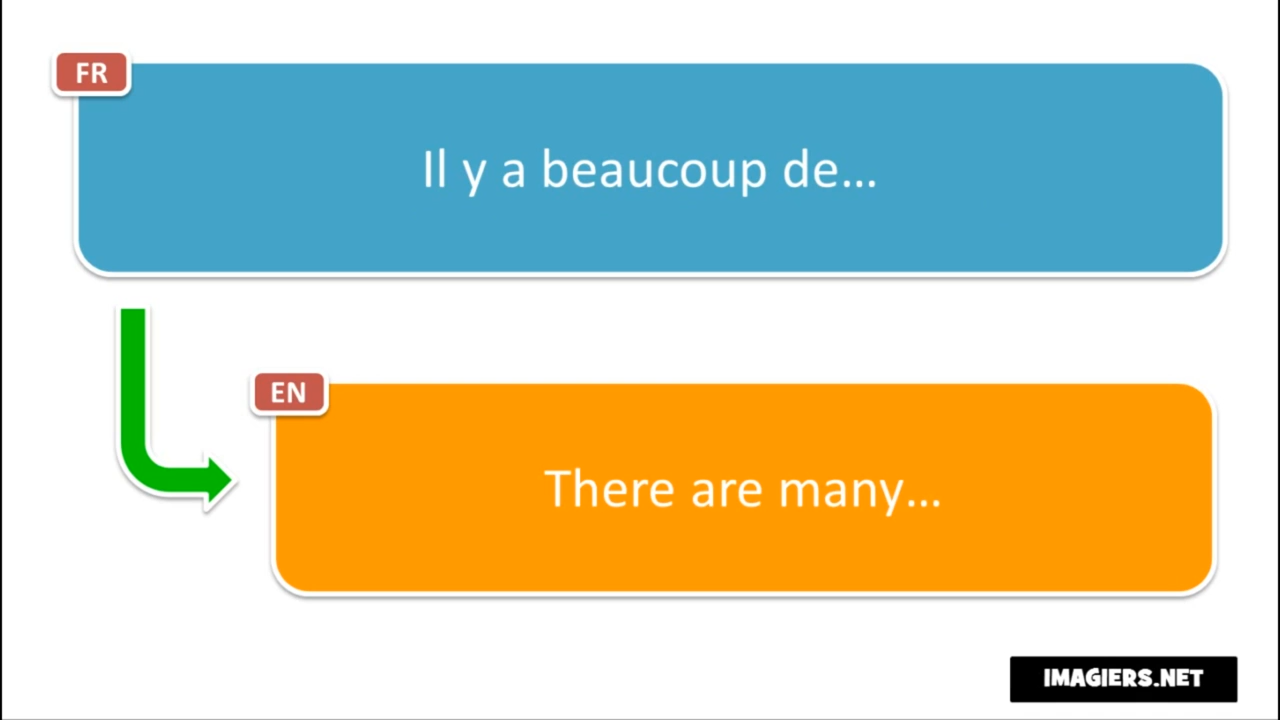 FR
Il y a beaucoup de...
EN
There are many...
IMAGIERS.NET